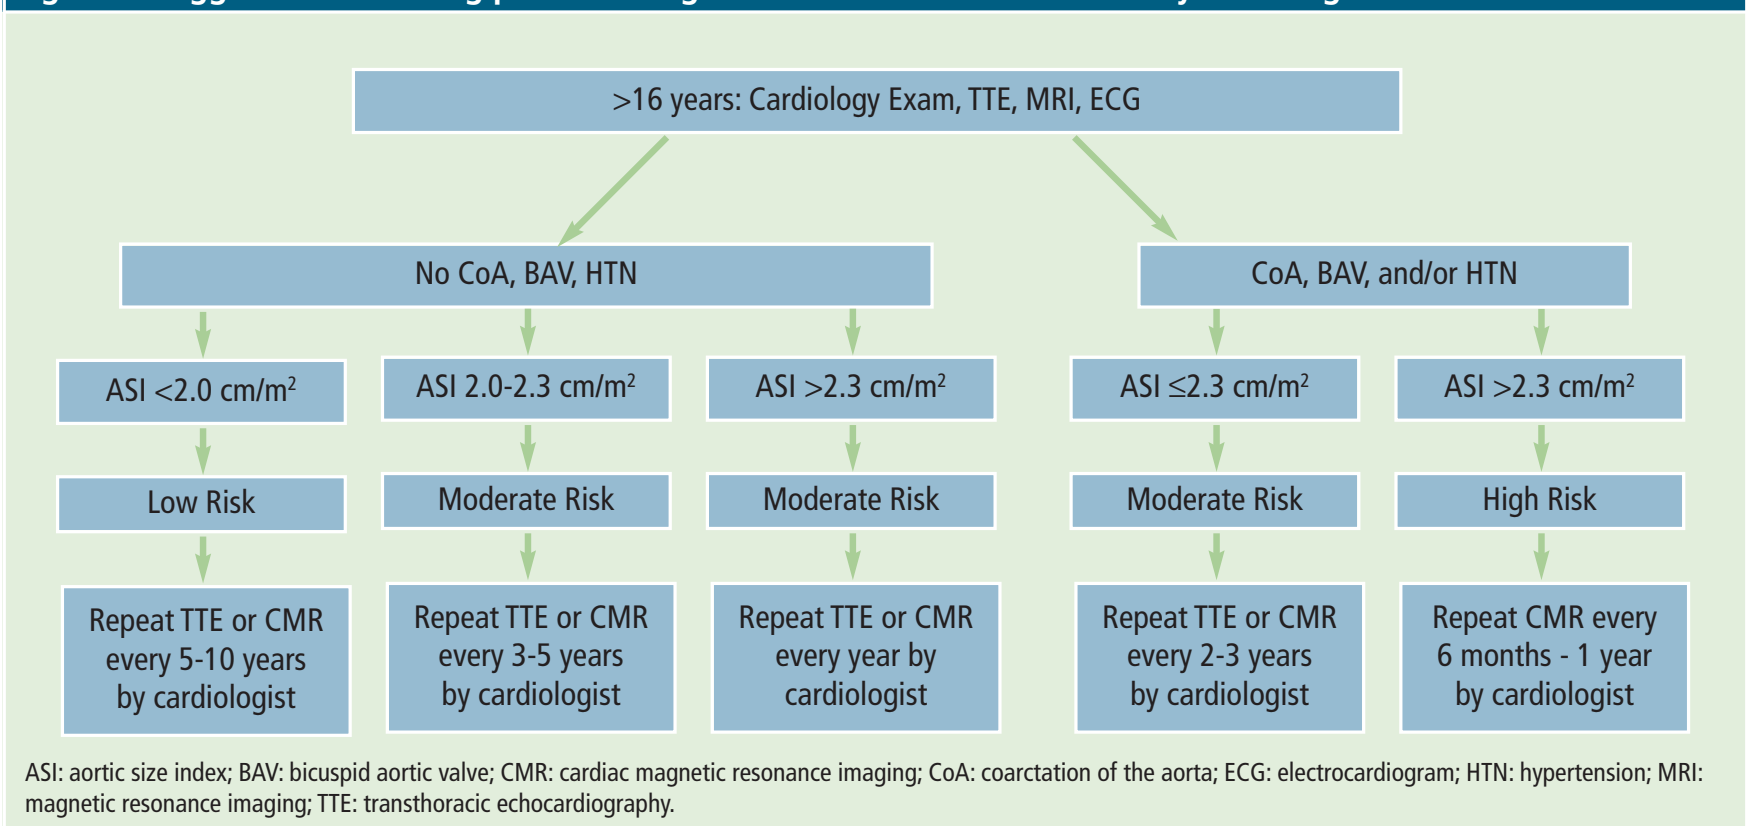 >16 years: Cardiology Exam, TTE, MRI, ECG
No CoA, BAV, HTN
CoA, BAV, and/or HTN
ASI <2.0 cm/m²
ASI 2.0-2.3 cm/m²
ASI >2.3 cm/m²
ASI ≤2.3 cm/m²
ASI >2.3 cm/m²
Low Risk
Moderate Risk
Moderate Risk
Moderate Risk
High Risk
Repeat TTE or CMR
every 5-10 years
by cardiologist
Repeat TTE or CMR
every 3-5 years
by cardiologist
Repeat TTE or CMR
every year by
cardiologist
Repeat TTE or CMR
every 2-3 years
by cardiologist
Repeat CMR every
6 months - 1 year
by cardiologist
ASI: aortic size index; BAV: bicuspid aortic valve; CMR: cardiac magnetic resonance imaging; CoA: coarctation of the aorta; ECG: electrocardiogram; HTN: hypertension; MRI:
magnetic resonance imaging; TTE: transthoracic echocardiography.